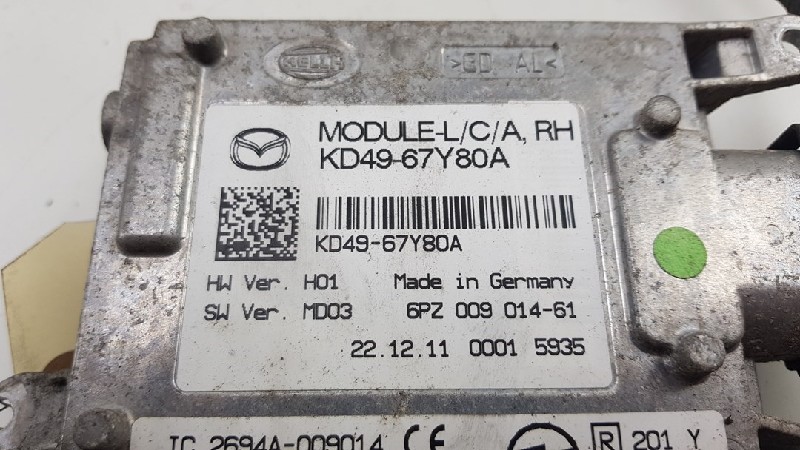 HELLA
>GD AL<
MODULE-L/C/A, RH
KD49-67Y80A
KD49-67Y80A
HW Ver. H01 Made in Germany
SW Ver. MD03 6PZ 009 014-61
22.12.11 0001 5935
IC 2694A-009014 CE R 201 Y